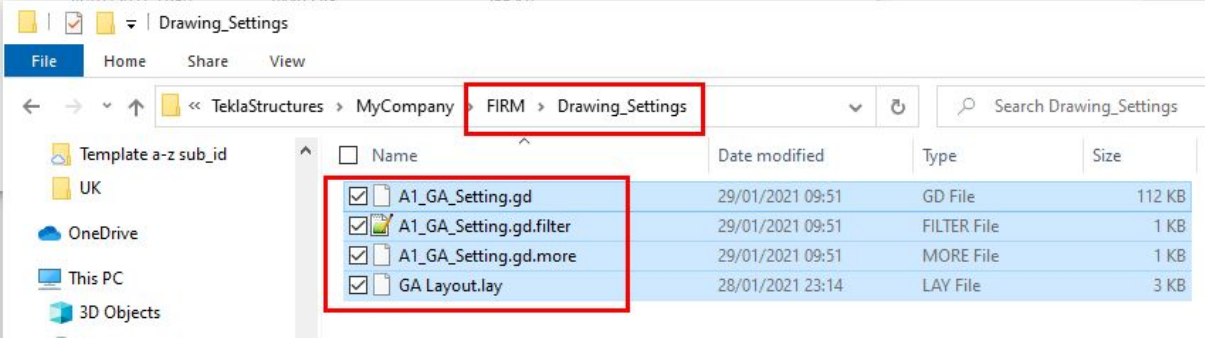 Drawing_Settings
File Home Share View
« TeklaStructures > MyCompany > FIRM > Drawing_Settings Search Drawing_Settings
Template a-z sub_id
UK
OneDrive
This PC
3D Objects
Name Date modified Type Size
A1_GA_Setting.gd 29/01/2021 09:51 GD File 112 KB
A1_GA_Setting.gd.filter 29/01/2021 09:51 FILTER File 1 KB
A1_GA_Setting.gd.more 29/01/2021 09:51 MORE File 1 KB
GA Layout.lay 28/01/2021 23:14 LAY File 3 KB